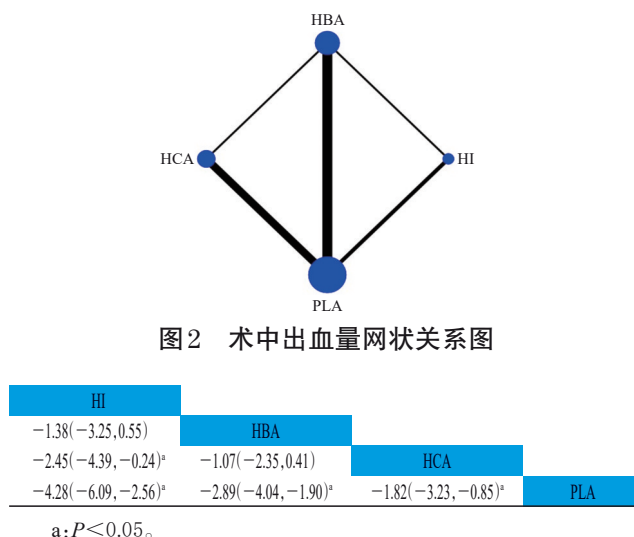 HBA
HCA
HI
PLA
图2 术中出血量网状关系图
HI
−1.38(−3.25,0.55) HBA
−2.45(−4.39,−0.24)ᵃ −1.07(−2.35,0.41) HCA
−4.28(−6.09,−2.56)ᵃ −2.89(−4.04,−1.90)ᵃ −1.82(−3.23,−0.85)ᵃ PLA
a:P<0.05。